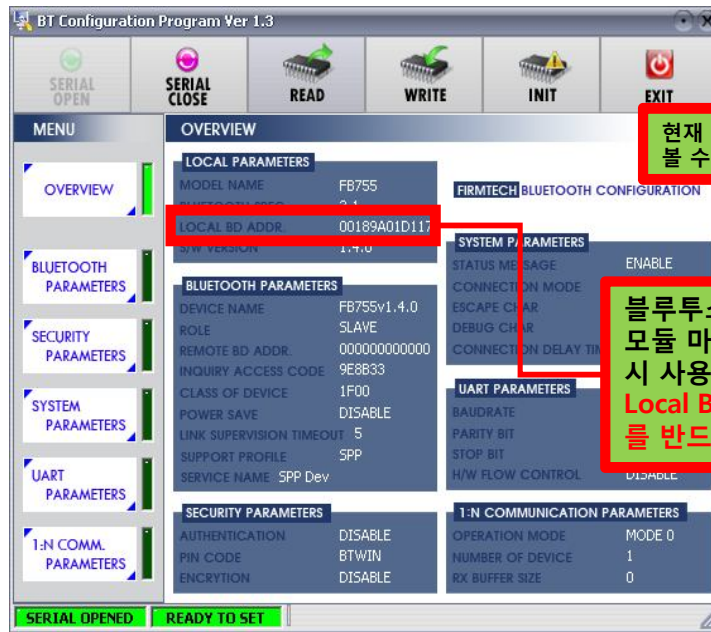 BT Configuration Program Ver 1.3
SERIAL OPEN
SERIAL CLOSE
READ
WRITE
INIT
EXIT
MENU
OVERVIEW
BLUETOOTH PARAMETERS
SECURITY PARAMETERS
SYSTEM PARAMETERS
UART PARAMETERS
1:N COMM. PARAMETERS
OVERVIEW
현재
볼 수
FIRMTECH BLUETOOTH CONFIGURATION
LOCAL PARAMETERS
MODEL NAME FB755
LOCAL BD ADDR. 00189A01D117
S/W VERSION 1.4.0
BLUETOOTH PARAMETERS
DEVICE NAME FB755v1.4.0
ROLE SLAVE
REMOTE BD ADDR. 000000000000
INQUIRY ACCESS CODE 9E8B33
CLASS OF DEVICE 1F00
POWER SAVE DISABLE
LINK SUPERVISION TIMEOUT 5
SUPPORT PROFILE SPP
SERVICE NAME SPP Dev
SECURITY PARAMETERS
AUTHENTICATION DISABLE
PIN CODE BTWIN
ENCRYTION DISABLE
SYSTEM PARAMETERS
STATUS MESSAGE ENABLE
CONNECTION MODE
ESCAPE CHAR
DEBUG CHAR
CONNECTION DELAY
블루투
모듈 마
시 사용
Local B
를 반드
UART PARAMETERS
BAUDRATE
PARITY BIT
STOP BIT
H/W FLOW CONTROL DISABLE
1:N COMMUNICATION PARAMETERS
OPERATION MODE MODE 0
NUMBER OF DEVICE 1
RX BUFFER SIZE 0
SERIAL OPENED
READY TO SET